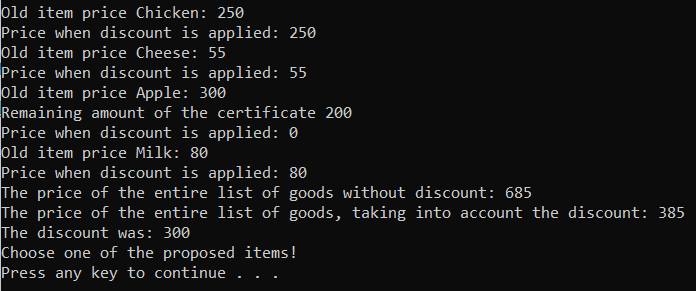 Old item price Chicken: 250
Price when discount is applied: 250
Old item price Cheese: 55
Price when discount is applied: 55
Old item price Apple: 300
Remaining amount of the certificate 200
Price when discount is applied: 0
Old item price Milk: 80
Price when discount is applied: 80
The price of the entire list of goods without discount: 685
The price of the entire list of goods, taking into account the discount: 385
The discount was: 300
Choose one of the proposed items!
Press any key to continue . . .